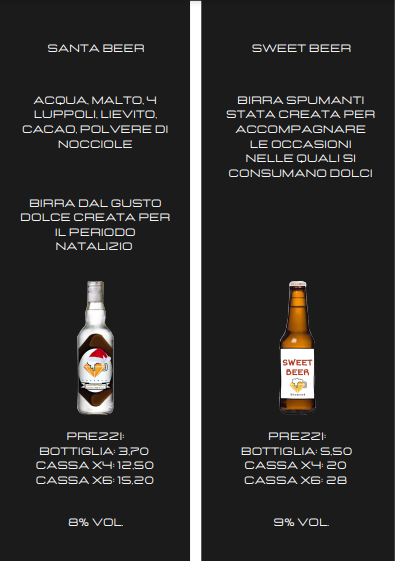 SANTA BEER
ACQUA, MALTO, 4
LUPPOLI, LIEVITO,
CACAO, POLVERE DI
NOCCIOLE
BIRRA DAL GUSTO
DOLCE CREATA PER
IL PERIODO
NATALIZIO
PREZZI:
BOTTIGLIA: 3,70
CASSA X4: 12,50
CASSA X6: 15,20
8% VOL.
SWEET BEER
BIRRA SPUMANTI
STATA CREATA PER
ACCOMPAGNARE
LE OCCASIONI
NELLE QUALI SI
CONSUMANO DOLCI
SWEET
BEER
PREZZI:
BOTTIGLIA: 5,50
CASSA X4: 20
CASSA X6: 28
9% VOL.